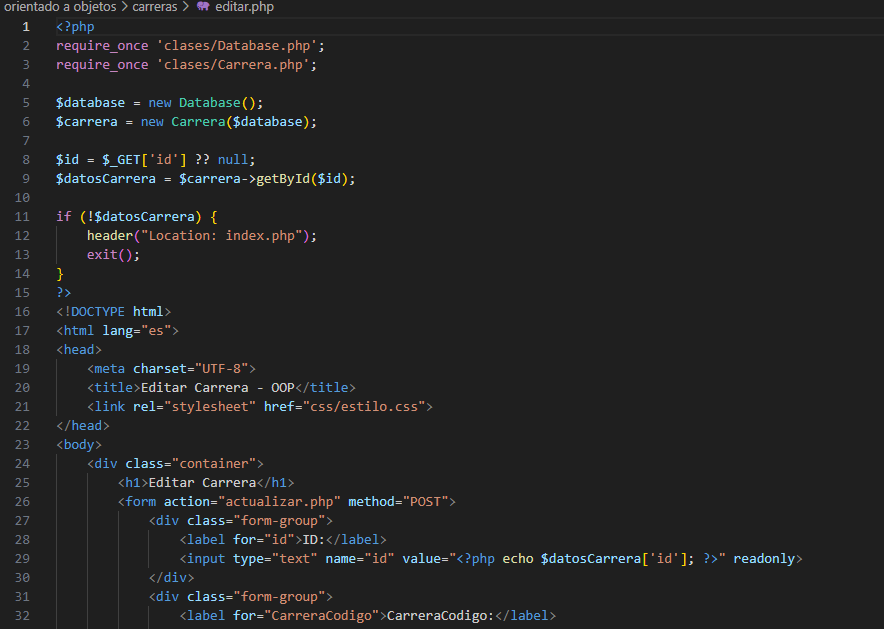 orientado a objetos > carreras > editar.php
1 <?php
2 require_once 'clases/Database.php';
3 require_once 'clases/Carrera.php';
4
5 $database = new Database();
6 $carrera = new Carrera($database);
7
8 $id = $_GET['id'] ?? null;
9 $datosCarrera = $carrera->getById($id);
10
11 if (!$datosCarrera) {
12     header("Location: index.php");
13     exit();
14 }
15 ?>
16 <!DOCTYPE html>
17 <html lang="es">
18 <head>
19     <meta charset="UTF-8">
20     <title>Editar Carrera - OOP</title>
21     <link rel="stylesheet" href="css/estilo.css">
22 </head>
23 <body>
24     <div class="container">
25         <h1>Editar Carrera</h1>
26         <form action="actualizar.php" method="POST">
27             <div class="form-group">
28                 <label for="id">ID:</label>
29                 <input type="text" name="id" value="<?php echo $datosCarrera['id']; ?>" readonly>
30             </div>
31             <div class="form-group">
32                 <label for="CarreraCodigo">CarreraCodigo:</label>